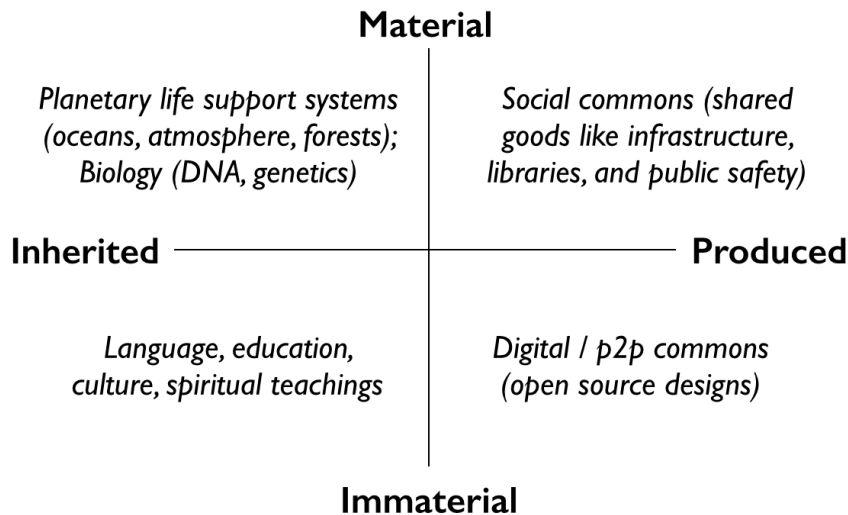 Material
Planetary life support systems
(oceans, atmosphere, forests);
Biology (DNA, genetics)
Social commons (shared
goods like infrastructure,
libraries, and public safety)
Inherited
Produced
Language, education,
culture, spiritual teachings
Digital / p2p commons
(open source designs)
Immaterial